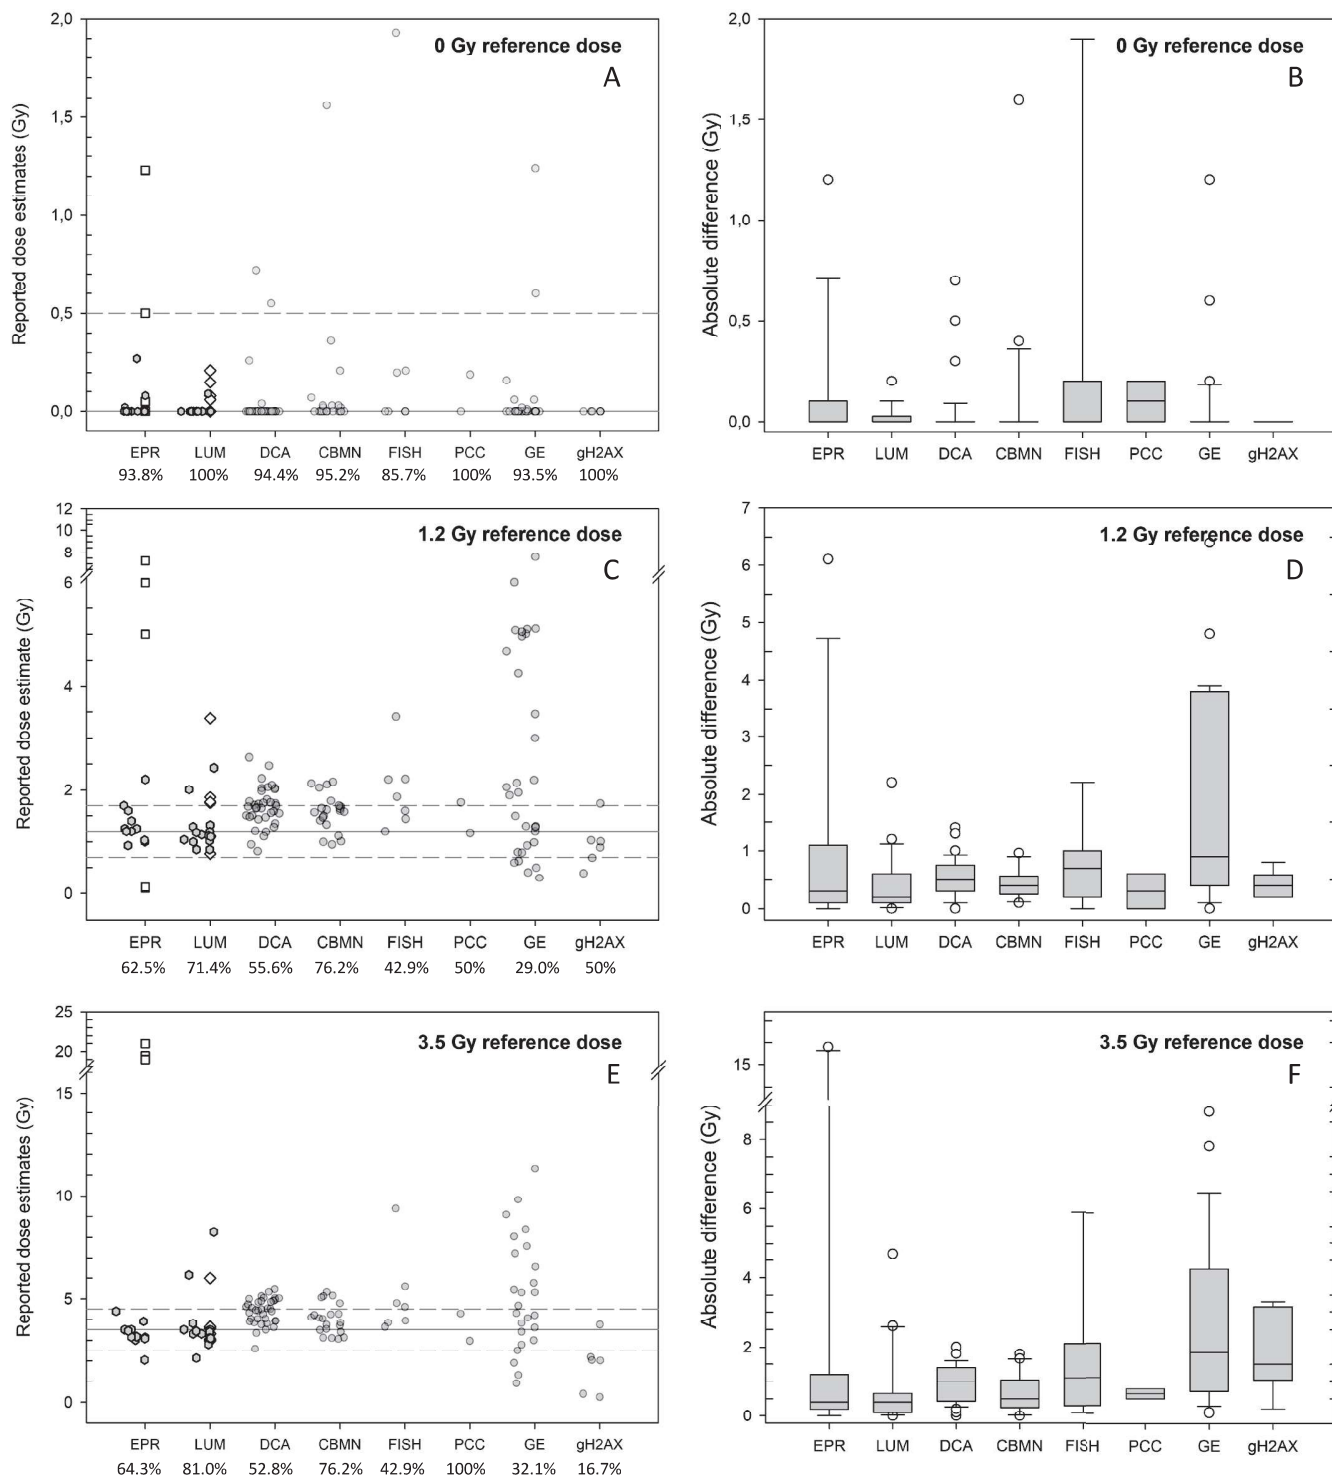 2,0
0 Gy reference dose
A
1,5
1,0
0,5
0,0
Reported dose estimates (Gy)
EPR LUM DCA CBMN FISH PCC GE gH2AX
93.8% 100% 94.4% 95.2% 85.7% 100% 93.5% 100%
2,0
0 Gy reference dose
B
1,5
1,0
0,5
0,0
Absolute difference (Gy)
EPR LUM DCA CBMN FISH PCC GE gH2AX
12
10
8
6
4
2
0
1.2 Gy reference dose
C
Reported dose estimate (Gy)
EPR LUM DCA CBMN FISH PCC GE gH2AX
62.5% 71.4% 55.6% 76.2% 42.9% 50% 29.0% 50%
7
6
5
4
3
2
1
0
1.2 Gy reference dose
D
Absolute difference (Gy)
EPR LUM DCA CBMN FISH PCC GE gH2AX
25
20
15
10
5
0
3.5 Gy reference dose
E
Reported dose estimates (Gy)
EPR LUM DCA CBMN FISH PCC GE gH2AX
64.3% 81.0% 52.8% 76.2% 42.9% 100% 32.1% 16.7%
15
8
6
4
2
0
3.5 Gy reference dose
F
Absolute difference (Gy)
EPR LUM DCA CBMN FISH PCC GE gH2AX